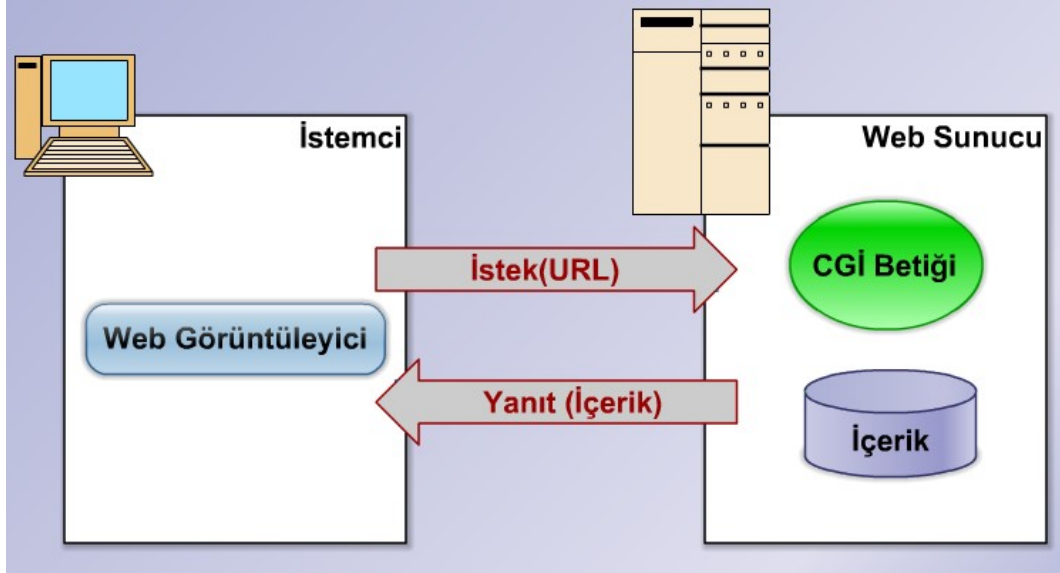 İstemci
Web Sunucu
İstek(URL)
CGİ Betiği
Web Görüntüleyici
Yanıt (İçerik)
İçerik